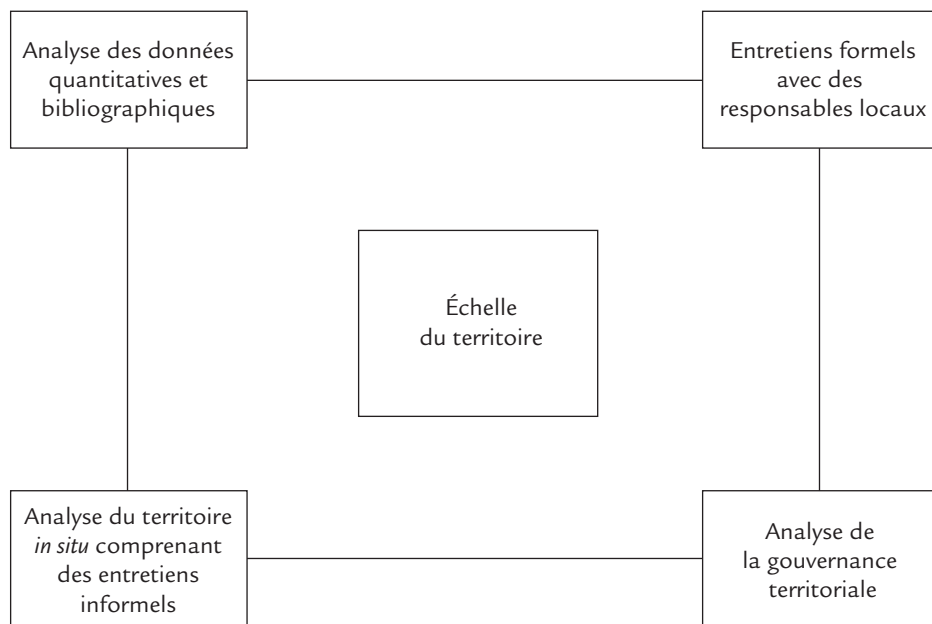 Analyse des données
quantitatives et
bibliographiques
Entretiens formels
avec des
responsables locaux
Échelle
du territoire
Analyse du territoire
in situ comprenant
des entretiens
informels
Analyse de
la gouvernance
territoriale